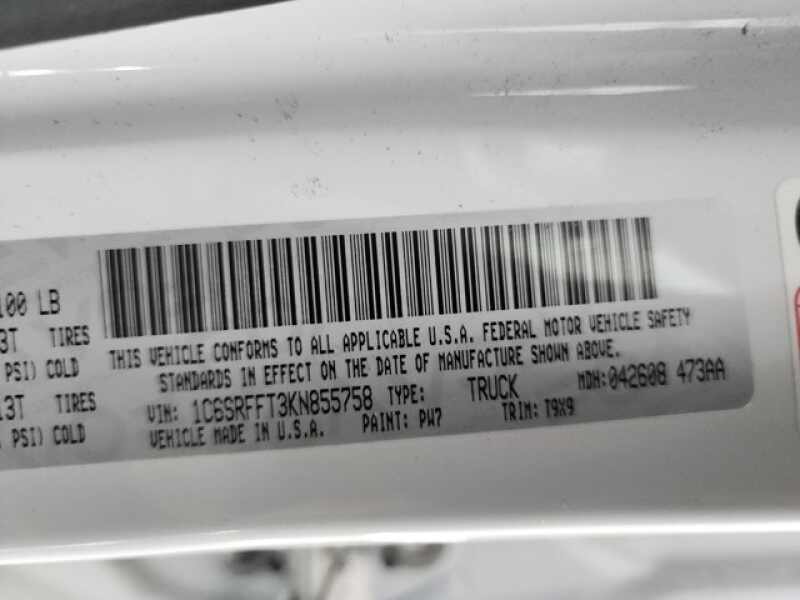 100 LB
3T TIRES
PSI) COLD
13T TIRES
PSI) COLD
THIS VEHICLE CONFORMS TO ALL APPLICABLE U.S.A. FEDERAL MOTOR VEHICLE SAFETY
STANDARDS IN EFFECT ON THE DATE OF MANUFACTURE SHOWN ABOVE.
VIN: 1C6SRFFT3KN855758 TYPE: TRUCK MDH: 042608 473AA
VEHICLE MADE IN U.S.A. PAINT: PW7 TRIM: T9X9